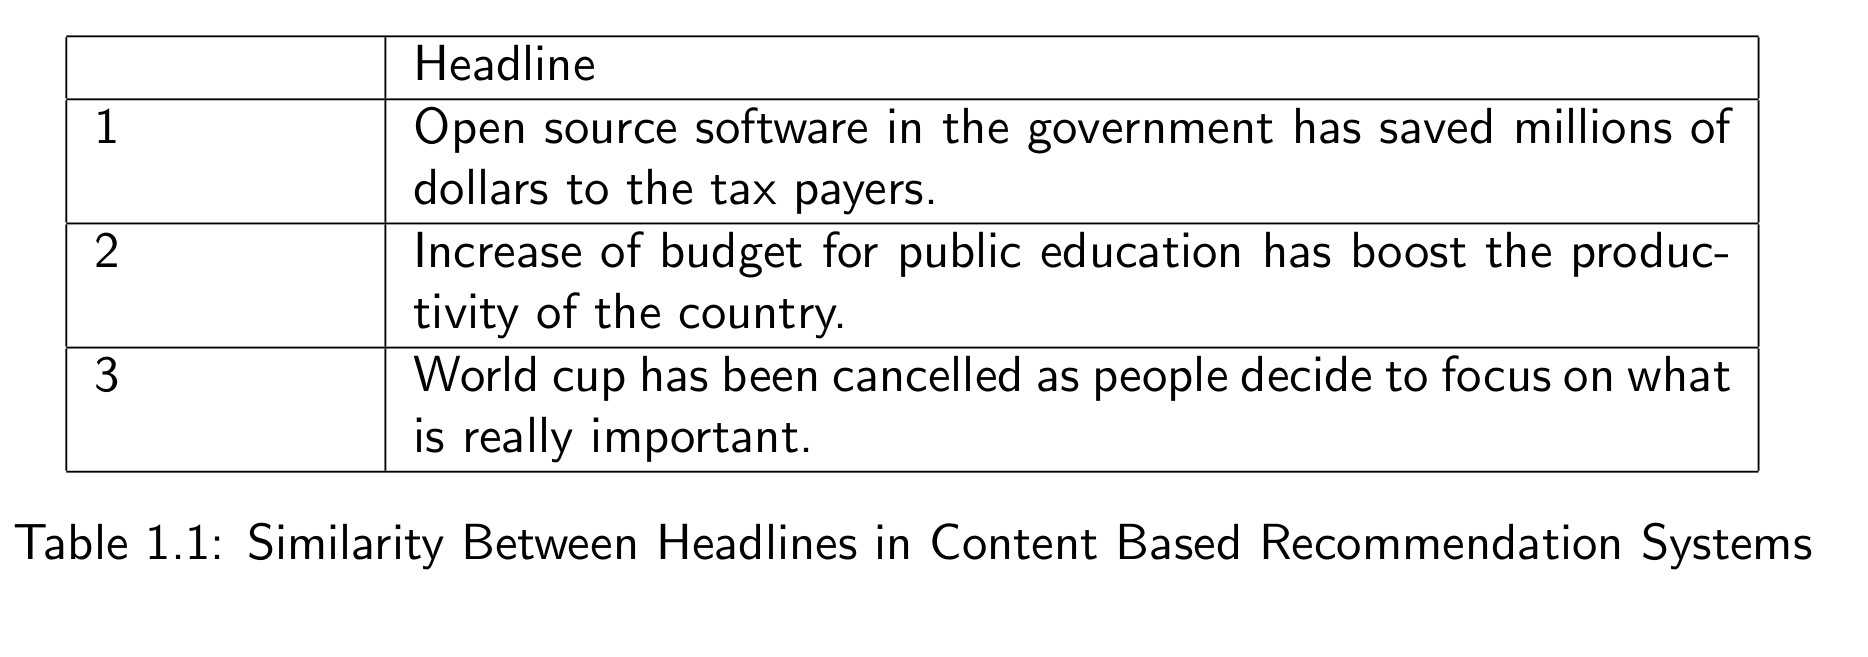 Headline
1 Open source software in the government has saved millions of
dollars to the tax payers.
2 Increase of budget for public education has boost the produc-
tivity of the country.
3 World cup has been cancelled as people decide to focus on what
is really important.
Table 1.1: Similarity Between Headlines in Content Based Recommendation Systems